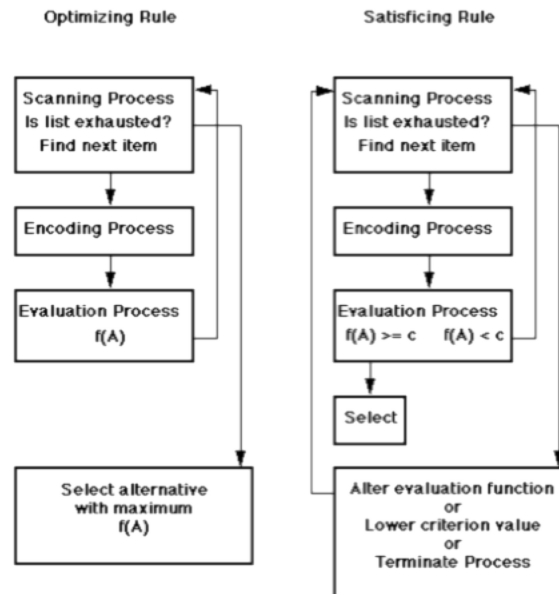 Optimizing Rule
Scanning Process
Is list exhausted?
Find next item
Encoding Process
Evaluation Process
f(A)
Select alternative
with maximum
f(A)
Satisficing Rule
Scanning Process
Is list exhausted?
Find next item
Encoding Process
Evaluation Process
f(A) >= c f(A) < c
Select
Alter evaluation function
or
Lower criterion value
or
Terminate Process